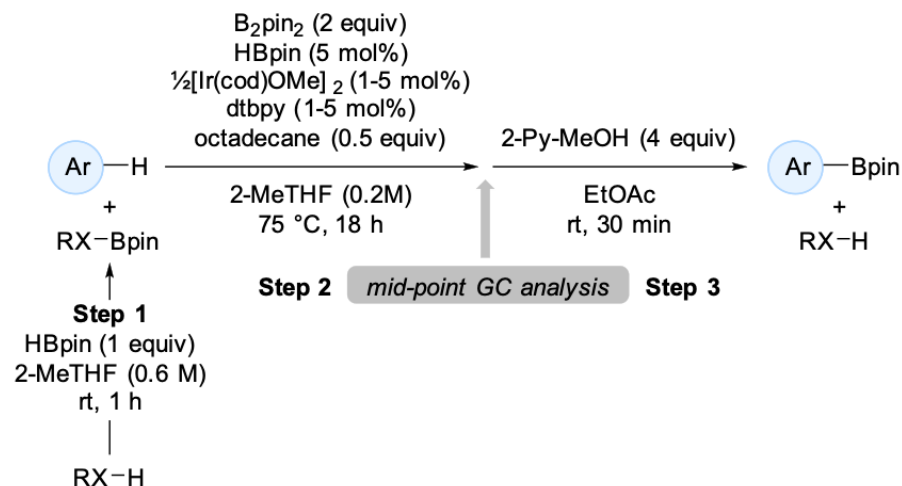 B₂pin₂ (2 equiv)
HBpin (5 mol%)
½[Ir(cod)OMe] ₂ (1-5 mol%)
dtbpy (1-5 mol%)
octadecane (0.5 equiv)
2-MeTHF (0.2M)
75 °C, 18 h
2-Py-MeOH (4 equiv)
EtOAc
rt, 30 min
Ar–H
+
RX–Bpin
Ar–Bpin
+
RX–H
Step 2
mid-point GC analysis
Step 3
Step 1
HBpin (1 equiv)
2-MeTHF (0.6 M)
rt, 1 h
RX–H